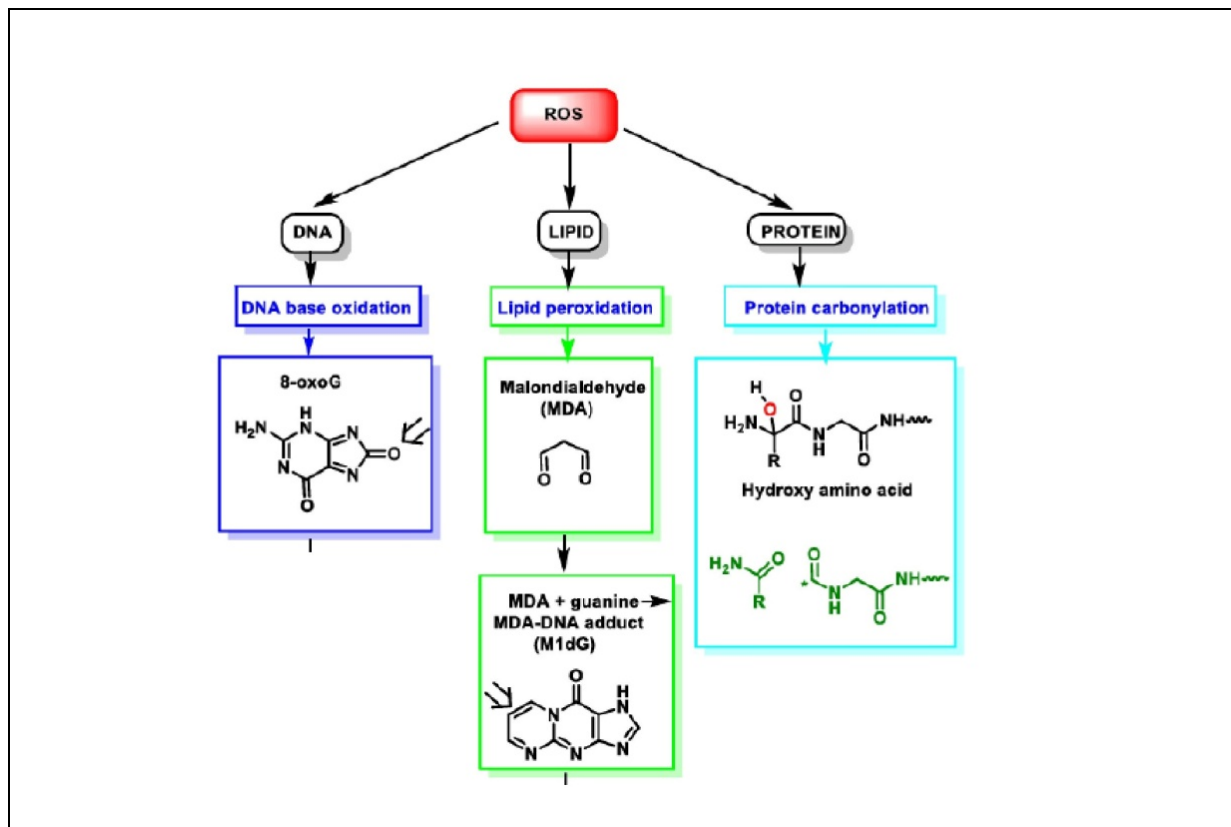 ROS
DNA
LIPID
PROTEIN
DNA base oxidation
Lipid peroxidation
Protein carbonylation
8-oxoG
H
H₂N
N
N
N
N
O
O
Malondialdehyde
(MDA)
O
O
H
O
O
H₂N
N
H
NH
R
O
Hydroxy amino acid
H₂N
O
R
O
*
N
H
O
NH
MDA + guanine
MDA-DNA adduct
(M1dG)
O
H
N
N
N
N
N